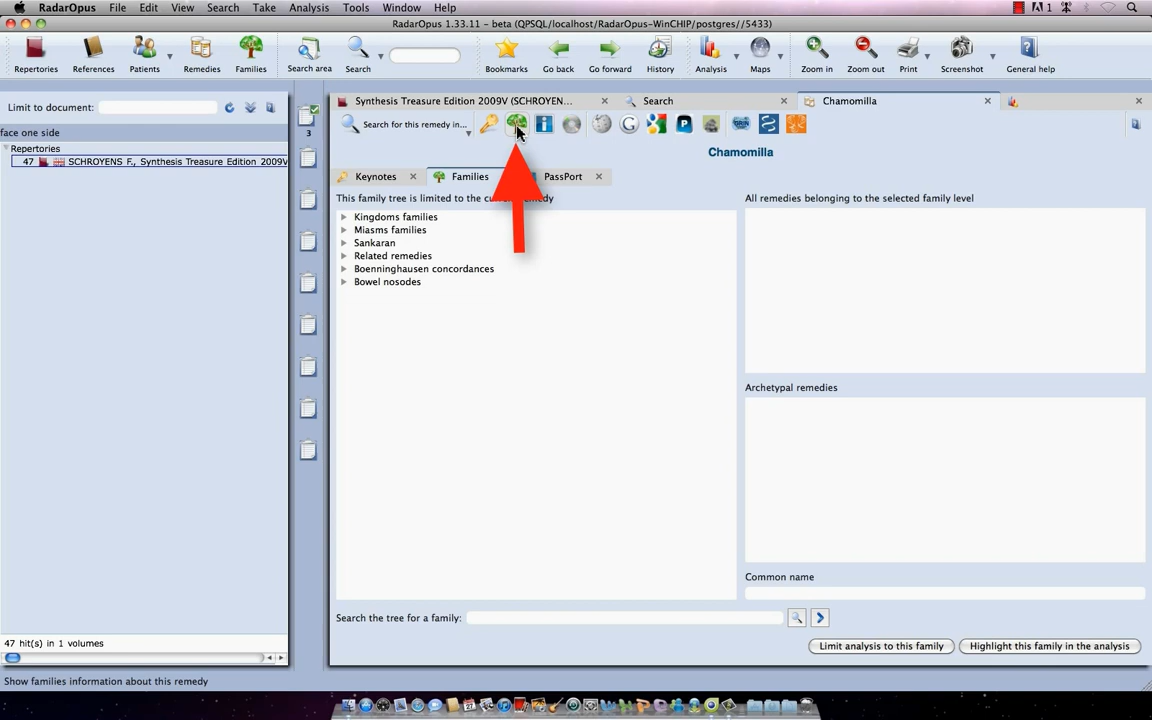 RadarOpus File Edit View Search Take Analysis Tools Window Help 1
RadarOpus 1.33.11 - beta (QPSQL/localhost/RadarOpus-WinCHIP/postgres//5433)
Repertories References Patients Remedies Families Search area Search Bookmarks Go back Go forward History Analysis Maps Zoom in Zoom out Print Screenshot General help
Limit to document:
face one side
Repertories
47 SCHROYENS F., Synthesis Treasure Edition 2009V
47 hit(s) in 1 volumes
Show families information about this remedy
3
Synthesis Treasure Edition 2009V (SCHROYEN... Search Chamomilla
Search for this remedy in...
Chamomilla
Keynotes Families PassPort
This family tree is limited to the current remedy
Kingdoms families
Miasms families
Sankaran
Related remedies
Boenninghausen concordances
Bowel nosodes
All remedies belonging to the selected family level
Archetypal remedies
Common name
Search the tree for a family:
Limit analysis to this family Highlight this family in the analysis